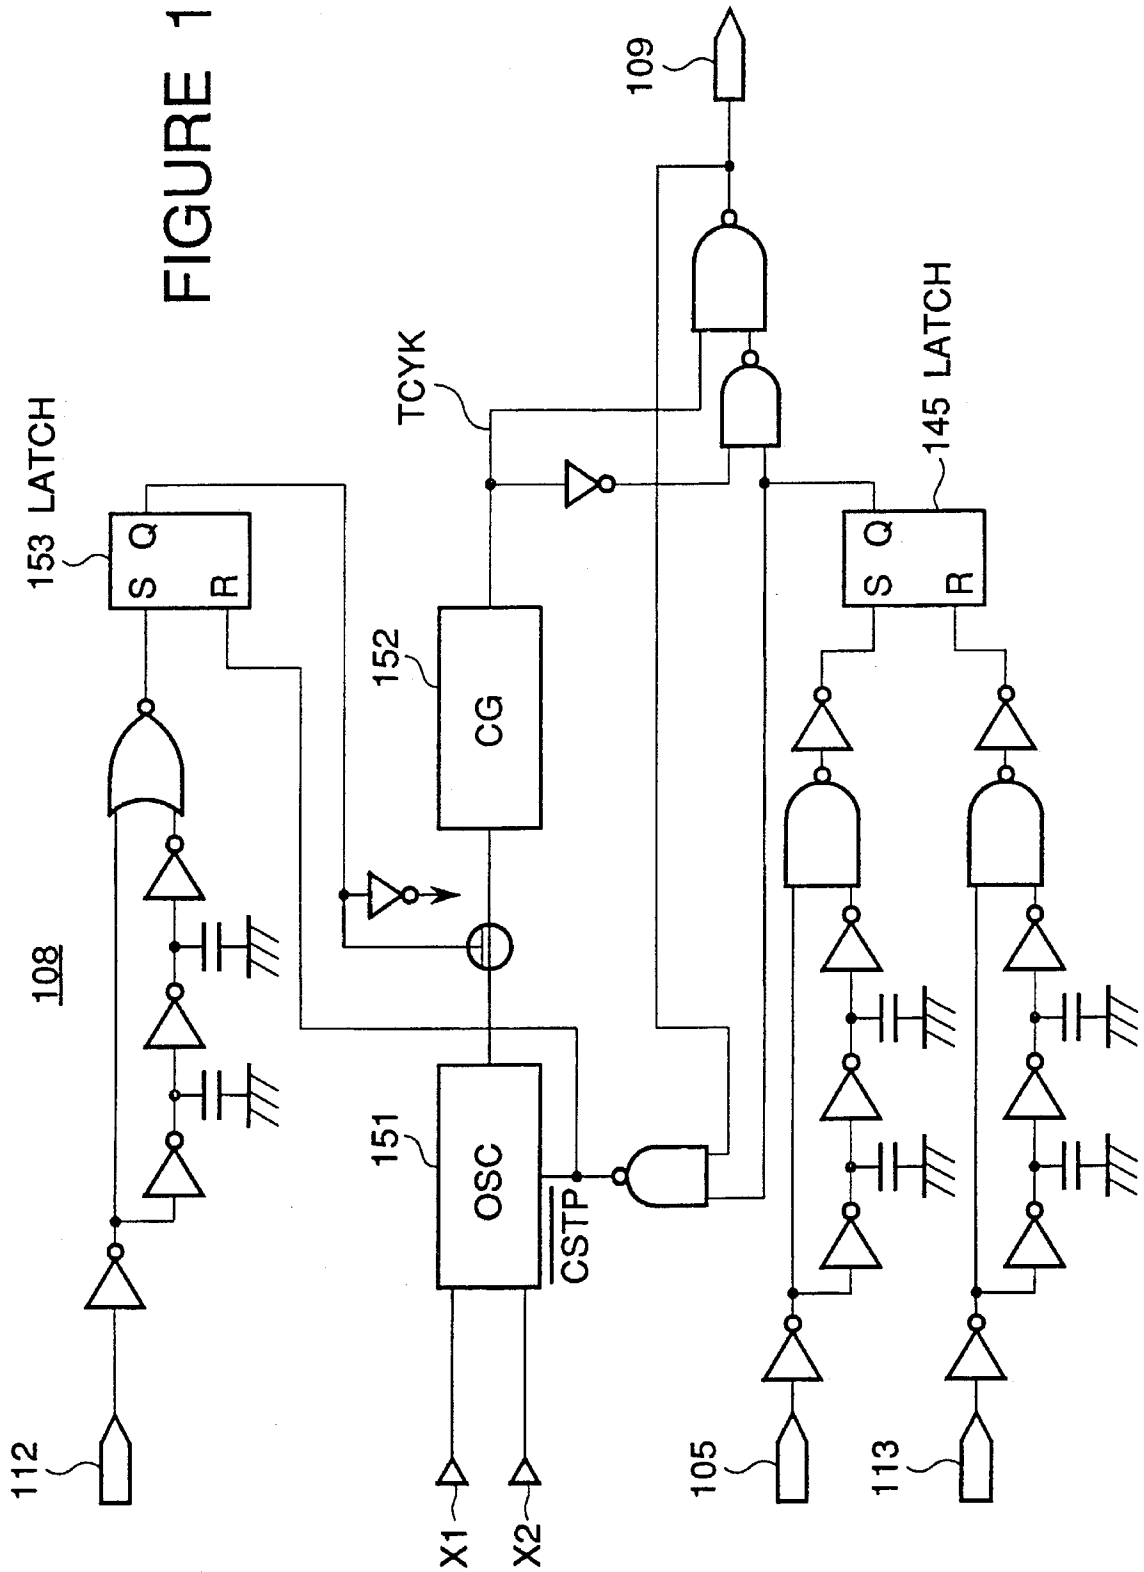 FIGURE 1
108
112
153 LATCH
S
Q
R
X1
X2
151
OSC
CSTP
152
CG
TCYK
109
105
113
145 LATCH
S
Q
R